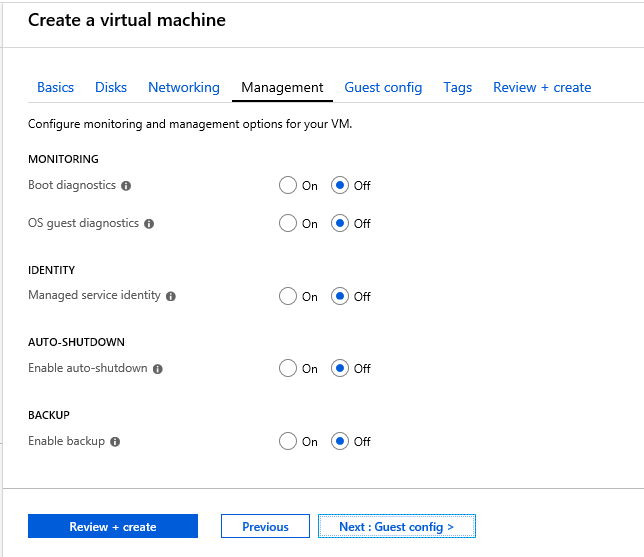 Create a virtual machine
Basics Disks Networking Management Guest config Tags Review + create
Configure monitoring and management options for your VM.
MONITORING
Boot diagnostics On Off
OS guest diagnostics On Off
IDENTITY
Managed service identity On Off
AUTO-SHUTDOWN
Enable auto-shutdown On Off
BACKUP
Enable backup On Off
Review + create Previous Next : Guest config >